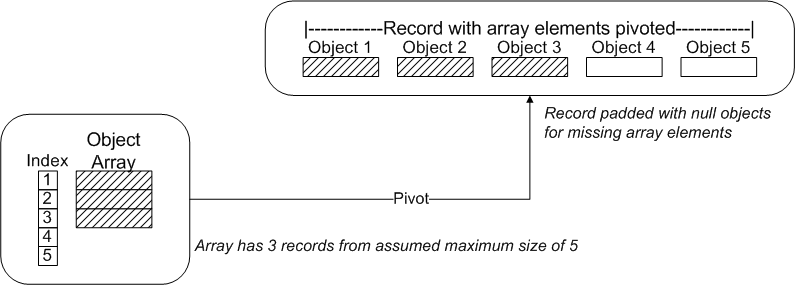 |------------Record with array elements pivoted------------|
Object 1 Object 2 Object 3 Object 4 Object 5
Record padded with null objects
for missing array elements
Object
Array
Index
1
2
3
4
5
Pivot
Array has 3 records from assumed maximum size of 5